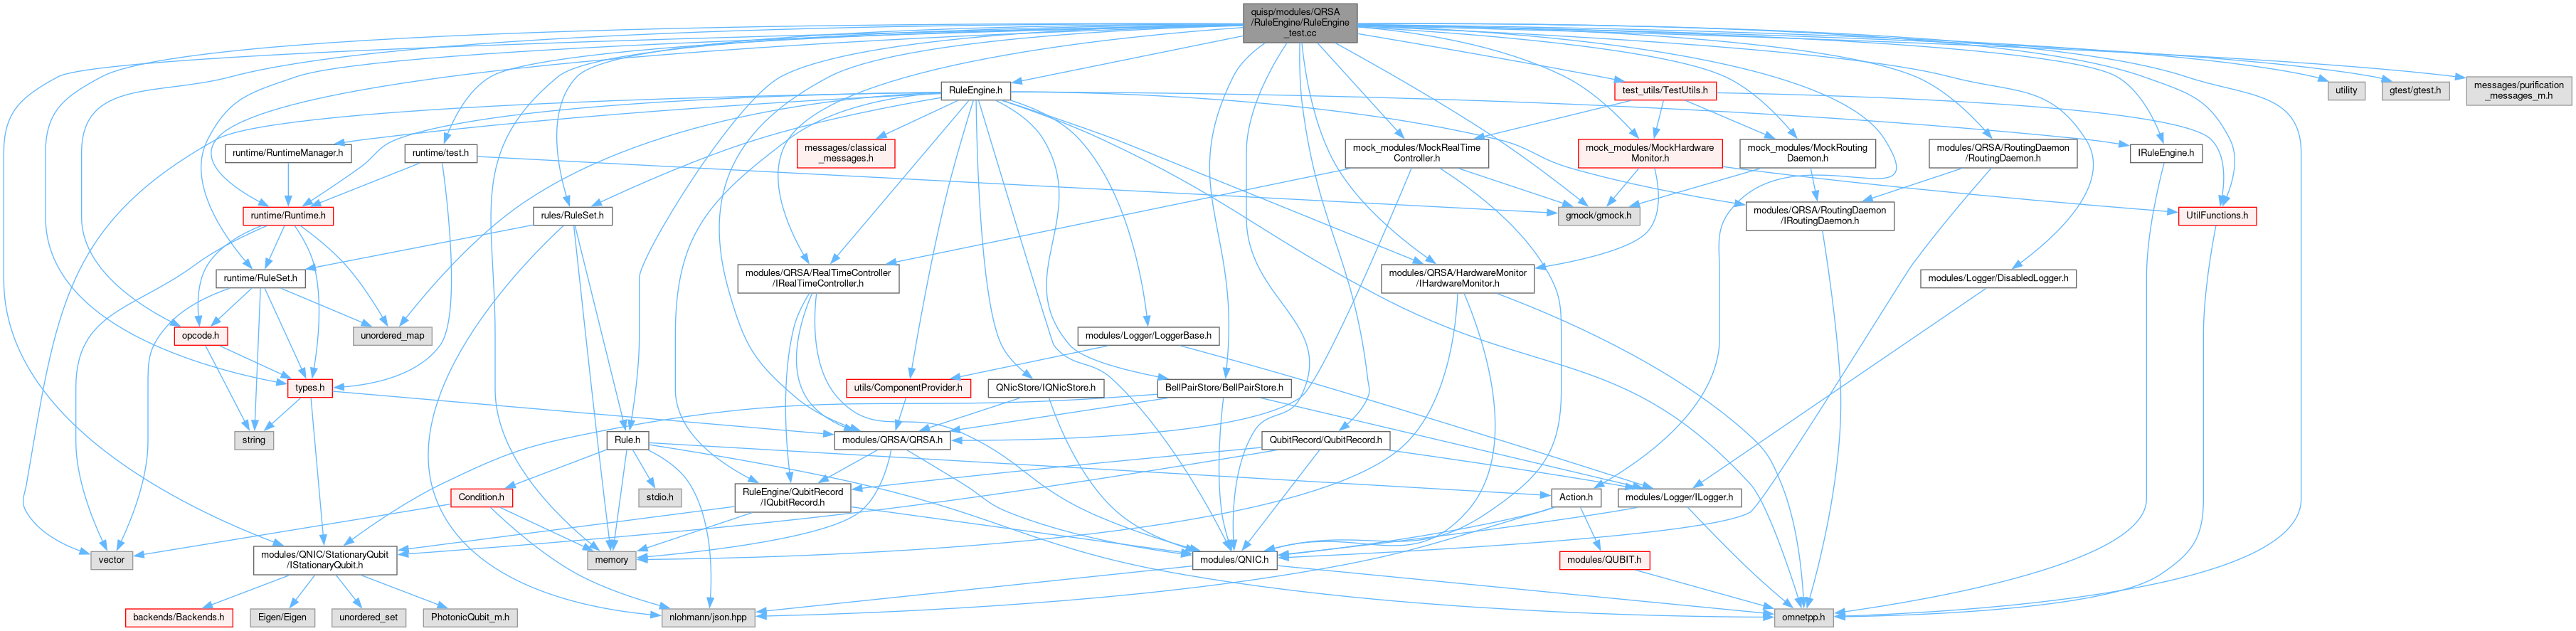 quisp/modules/QRSA
/RuleEngine/RuleEngine
_test.cc
RuleEngine.h
test_utils/TestUtils.h
utility
gtest/gtest.h
messages/purification
_messages_m.h
runtime/RuntimeManager.h
runtime/test.h
messages/classical
_messages.h
mock_modules/MockRealTime
Controller.h
mock_modules/MockHardware
Monitor.h
mock_modules/MockRouting
Daemon.h
modules/QRSA/RoutingDaemon
/RoutingDaemon.h
IRuleEngine.h
runtime/Runtime.h
rules/RuleSet.h
gmock/gmock.h
modules/QRSA/RoutingDaemon
/IRoutingDaemon.h
UtilFunctions.h
runtime/RuleSet.h
modules/QRSA/RealTimeController
/IRealTimeController.h
modules/QRSA/HardwareMonitor
/IHardwareMonitor.h
modules/Logger/DisabledLogger.h
opcode.h
unordered_map
modules/Logger/LoggerBase.h
types.h
utils/ComponentProvider.h
QNicStore/IQNicStore.h
BellPairStore/BellPairStore.h
string
Rule.h
modules/QRSA/QRSA.h
QubitRecord/QubitRecord.h
Condition.h
stdio.h
RuleEngine/QubitRecord
/IQubitRecord.h
Action.h
modules/Logger/ILogger.h
vector
modules/QNIC/StationaryQubit
/IStationaryQubit.h
memory
modules/QNIC.h
modules/QUBIT.h
backends/Backends.h
Eigen/Eigen
unordered_set
PhotonicQubit_m.h
nlohmann/json.hpp
omnetpp.h